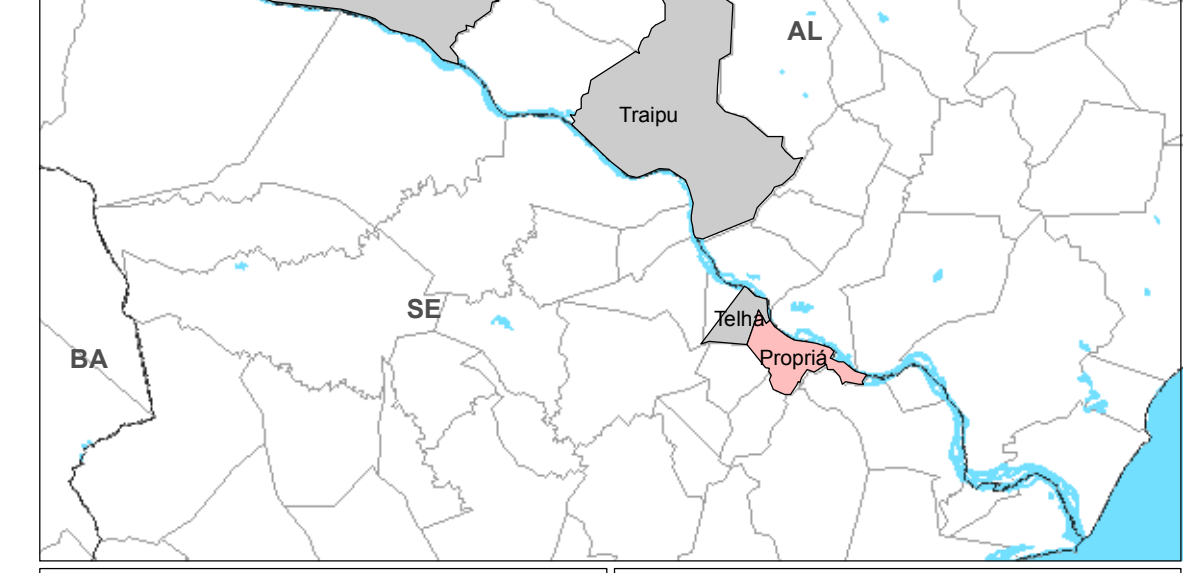 AL
Traipu
SE
Telha
Propriá
BA